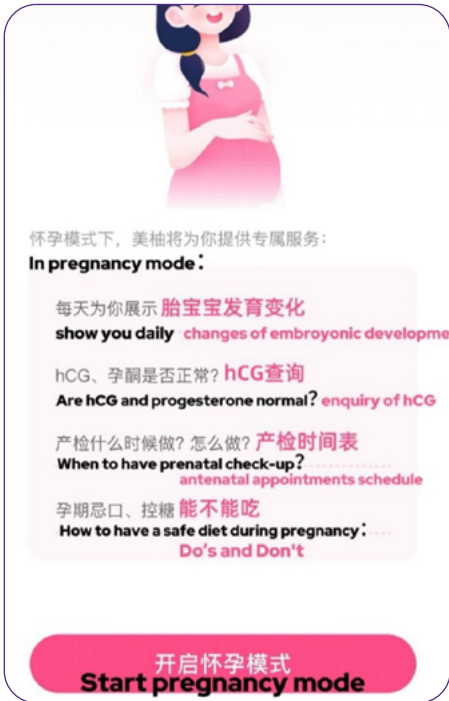 怀孕模式下，美柚将为你提供专属服务：
In pregnancy mode：
每天为你展示 胎宝宝发育变化
show you daily changes of embroyonic developme
hCG、孕酮是否正常？hCG查询
Are hCG and progesterone normal？enquiry of hCG
产检什么时候做？怎么做？产检时间表
When to have prenatal check-up？
antenatal appointments schedule
孕期忌口、控糖 能不能吃
How to have a safe diet during pregnancy：
Do's and Don't
开启怀孕模式
Start pregnancy mode